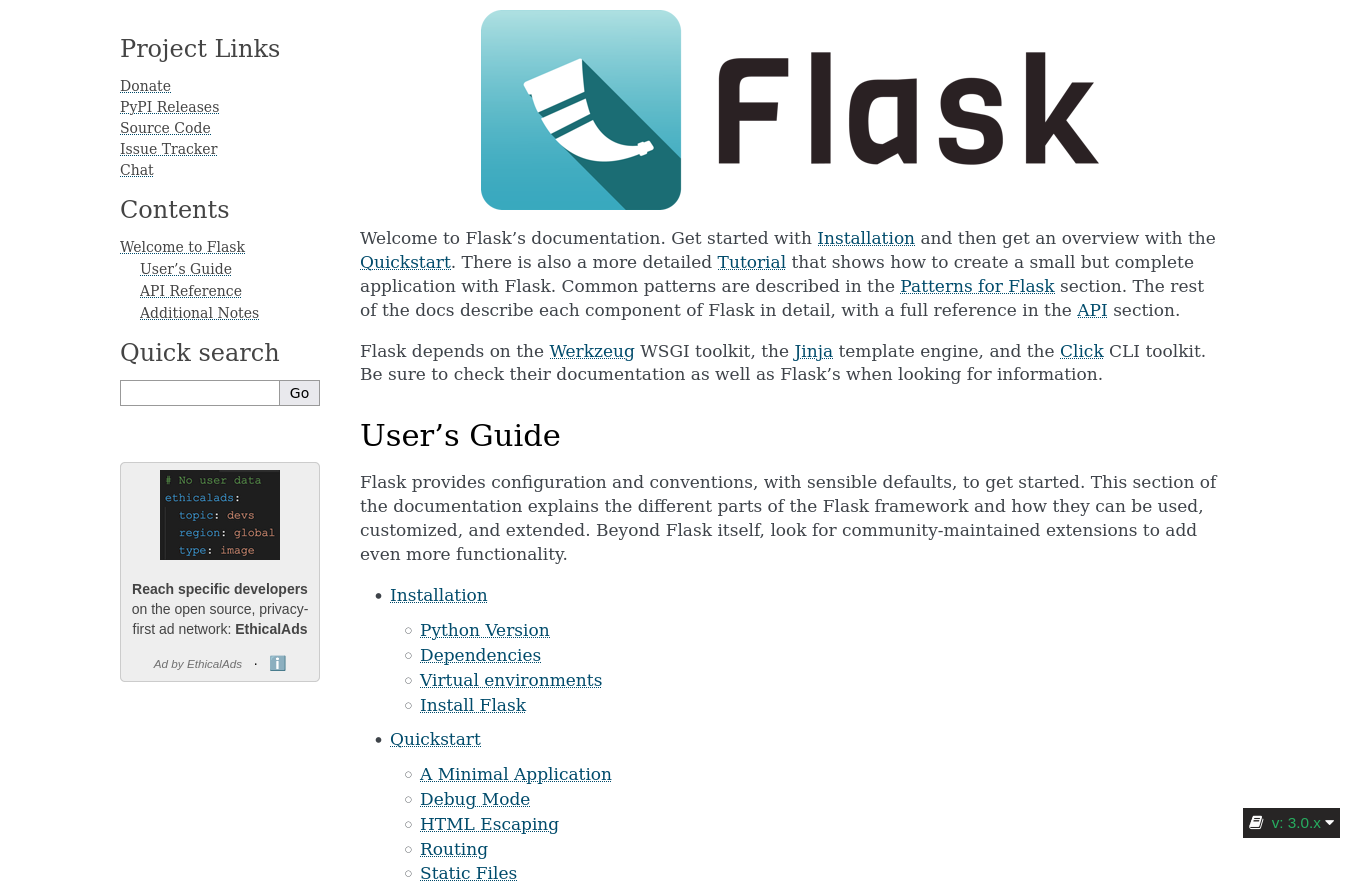 Project Links
Donate
PyPI Releases
Source Code
Issue Tracker
Chat
Contents
Welcome to Flask
User’s Guide
API Reference
Additional Notes
Quick search
Go
# No user data
ethicalads:
topic: devs
region: global
type: image
Reach specific developers
on the open source, privacy-
first ad network: EthicalAds
Ad by EthicalAds · ℹ️
Flask
Welcome to Flask’s documentation. Get started with Installation and then get an overview with the
Quickstart. There is also a more detailed Tutorial that shows how to create a small but complete
application with Flask. Common patterns are described in the Patterns for Flask section. The rest
of the docs describe each component of Flask in detail, with a full reference in the API section.
Flask depends on the Werkzeug WSGI toolkit, the Jinja template engine, and the Click CLI toolkit.
Be sure to check their documentation as well as Flask’s when looking for information.
User’s Guide
Flask provides configuration and conventions, with sensible defaults, to get started. This section of
the documentation explains the different parts of the Flask framework and how they can be used,
customized, and extended. Beyond Flask itself, look for community-maintained extensions to add
even more functionality.
• Installation
○ Python Version
○ Dependencies
○ Virtual environments
○ Install Flask
• Quickstart
○ A Minimal Application
○ Debug Mode
○ HTML Escaping
○ Routing
○ Static Files
v: 3.0.x